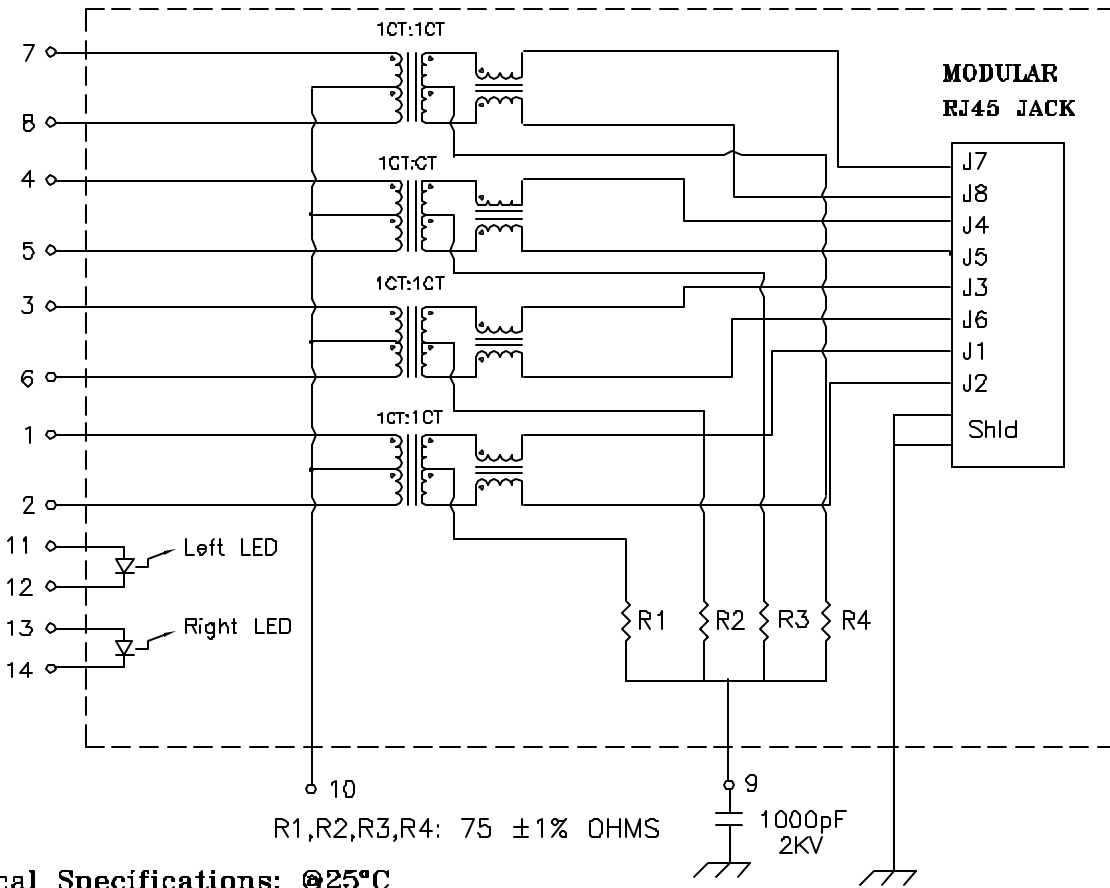 1CT:1CT
7
8
MODULAR
RJ45 JACK
1CT:CT
4
5
J7
J8
J4
J5
J3
J6
J1
J2
Shld
1CT:1CT
3
6
1CT:1CT
1
2
11
12
Left LED
13
14
Right LED
R1
R2
R3
R4
10
9
R1,R2,R3,R4: 75 ±1% OHMS
1000pF
2KV
cal Specifications: @25°C